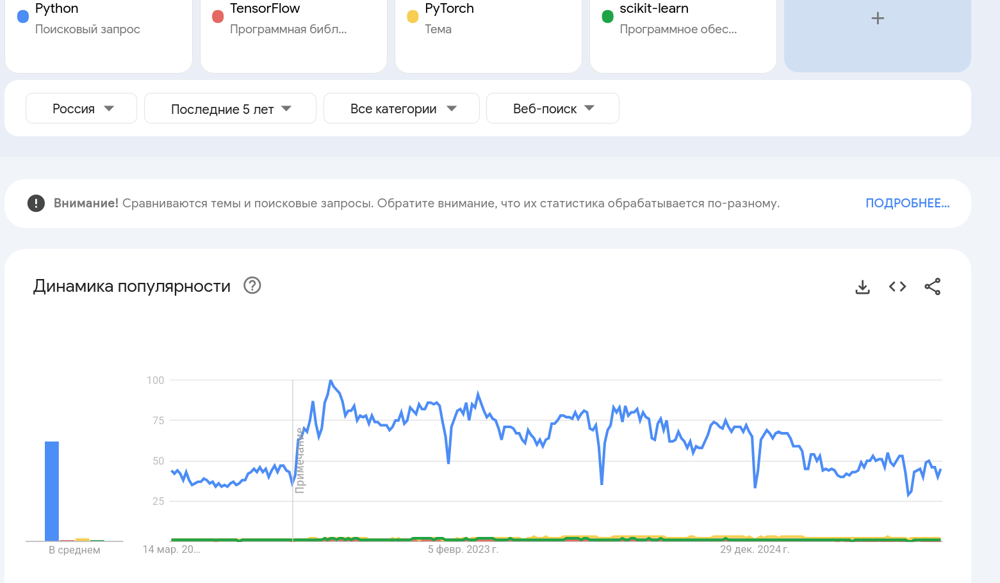 Python
Поисковый запрос
TensorFlow
Программная библ...
PyTorch
Тема
scikit-learn
Программное обес...
+
Россия
Последние 5 лет
Все категории
Веб-поиск
Внимание! Сравниваются темы и поисковые запросы. Обратите внимание, что их статистика обрабатывается по-разному.
ПОДРОБНЕЕ...
Динамика популярности
100
75
50
25
Примечание
В среднем
14 мар. 20...
5 февр. 2023 г.
29 дек. 2024 г.